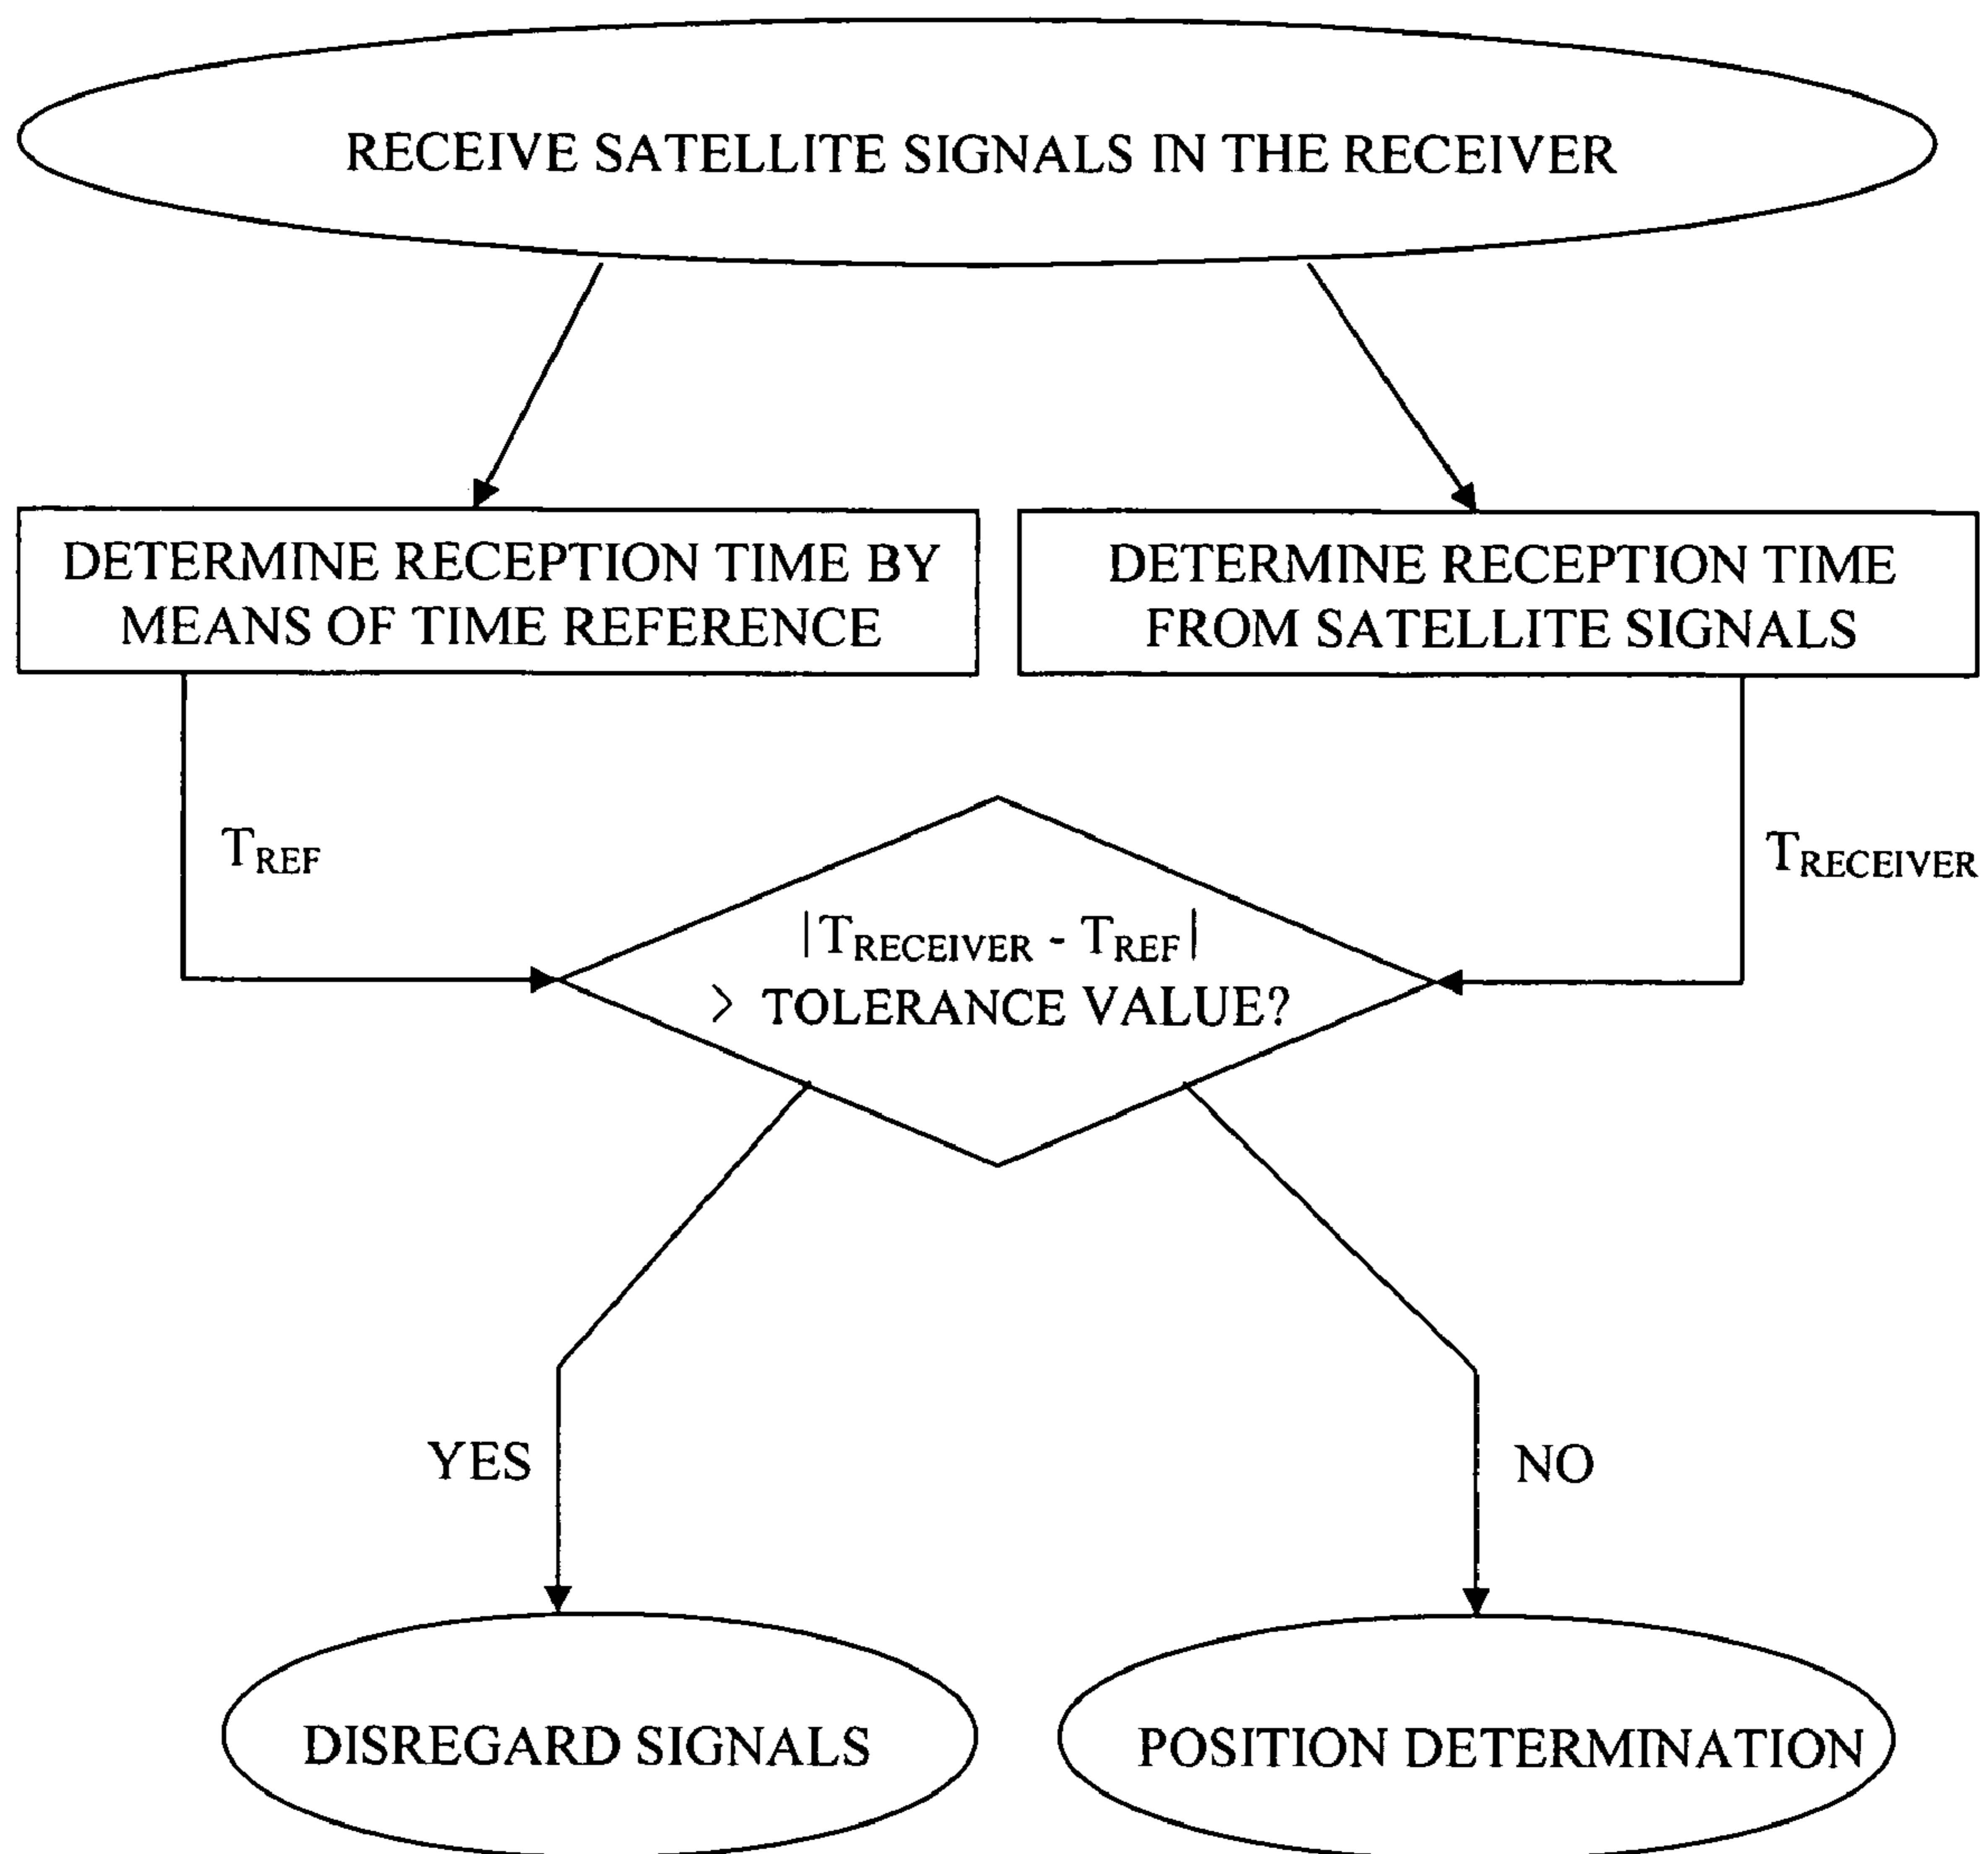 RECEIVE SATELLITE SIGNALS IN THE RECEIVER
DETERMINE RECEPTION TIME BY
MEANS OF TIME REFERENCE
DETERMINE RECEPTION TIME
FROM SATELLITE SIGNALS
TREF
TRECEIVER
|TRECEIVER - TREF|
> TOLERANCE VALUE?
YES
NO
DISREGARD SIGNALS
POSITION DETERMINATION